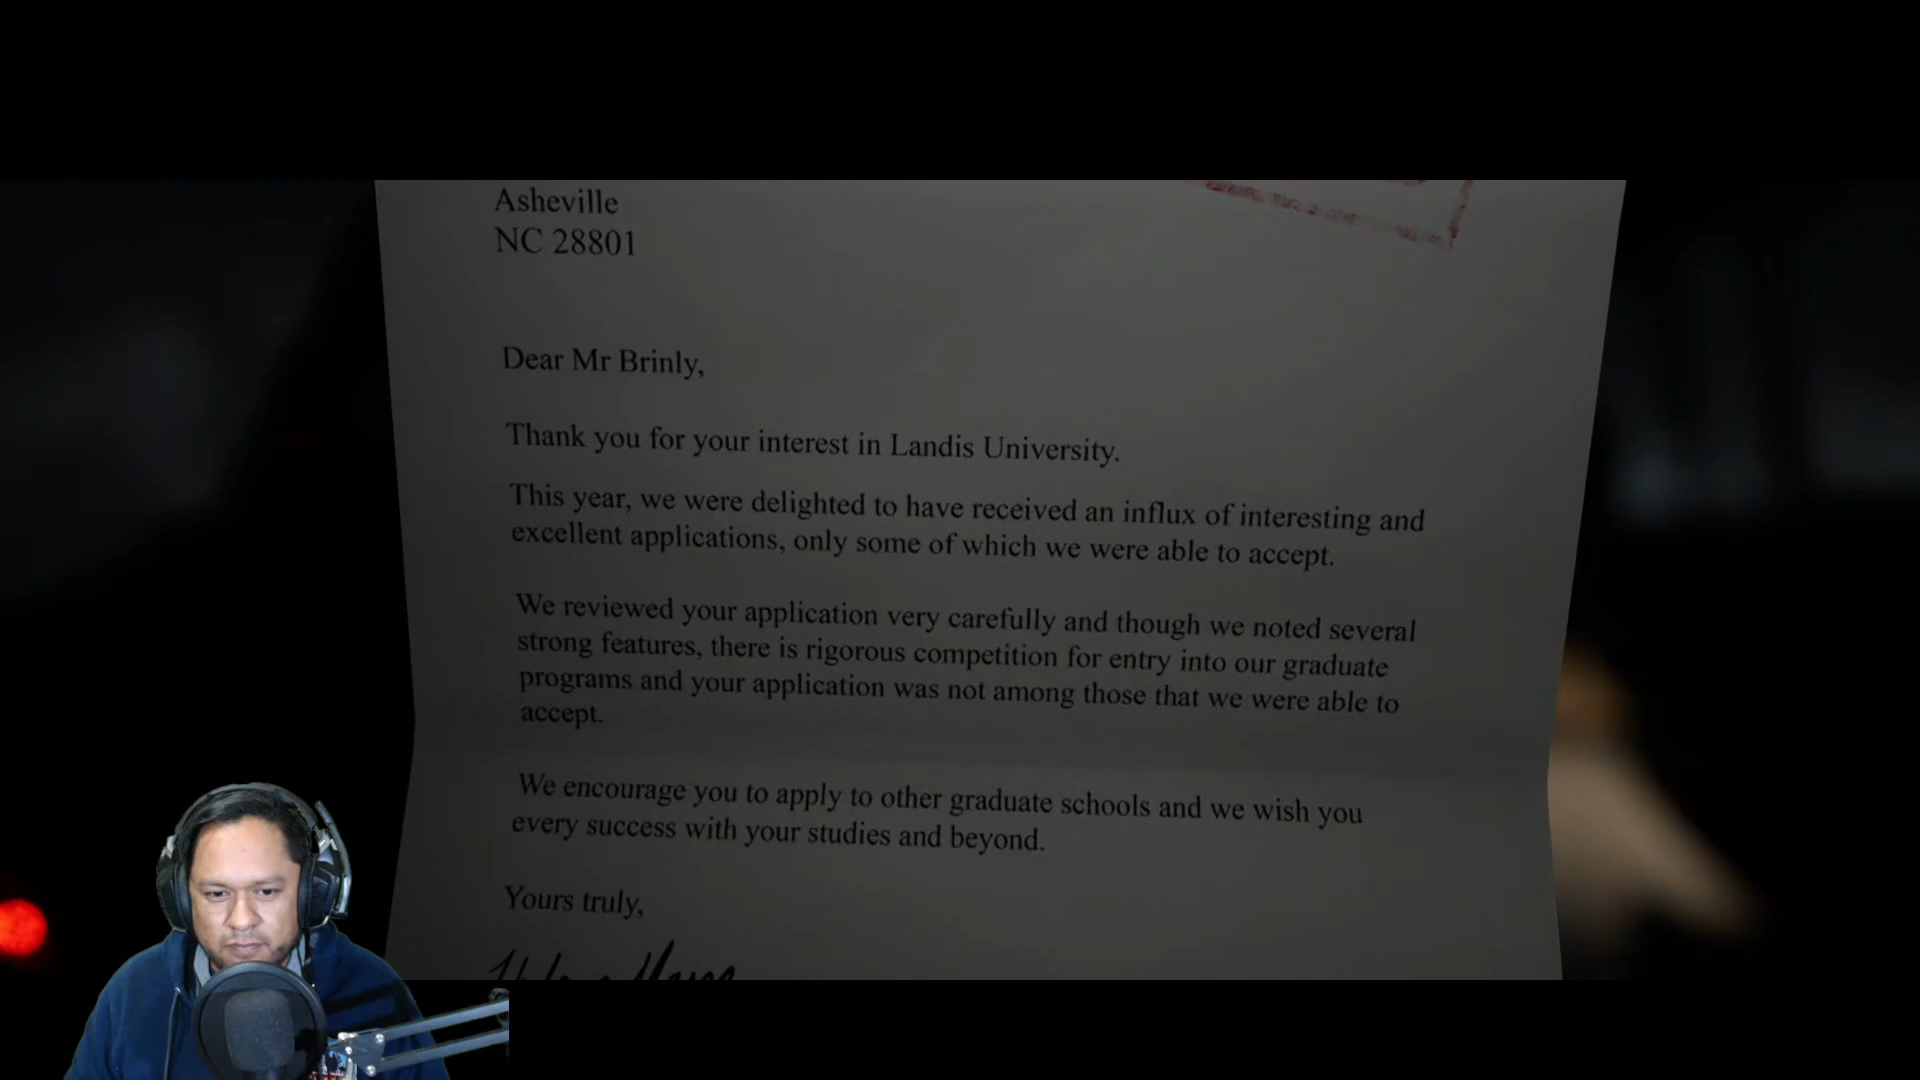 Asheville
NC 28801
Dear Mr Brinly,
Thank you for your interest in Landis University.
This year, we were delighted to have received an influx of interesting and
excellent applications, only some of which we were able to accept.
We reviewed your application very carefully and though we noted several
strong features, there is rigorous competition for entry into our graduate
programs and your application was not among those that we were able to
accept.
We encourage you to apply to other graduate schools and we wish you
every success with your studies and beyond.
Yours truly,